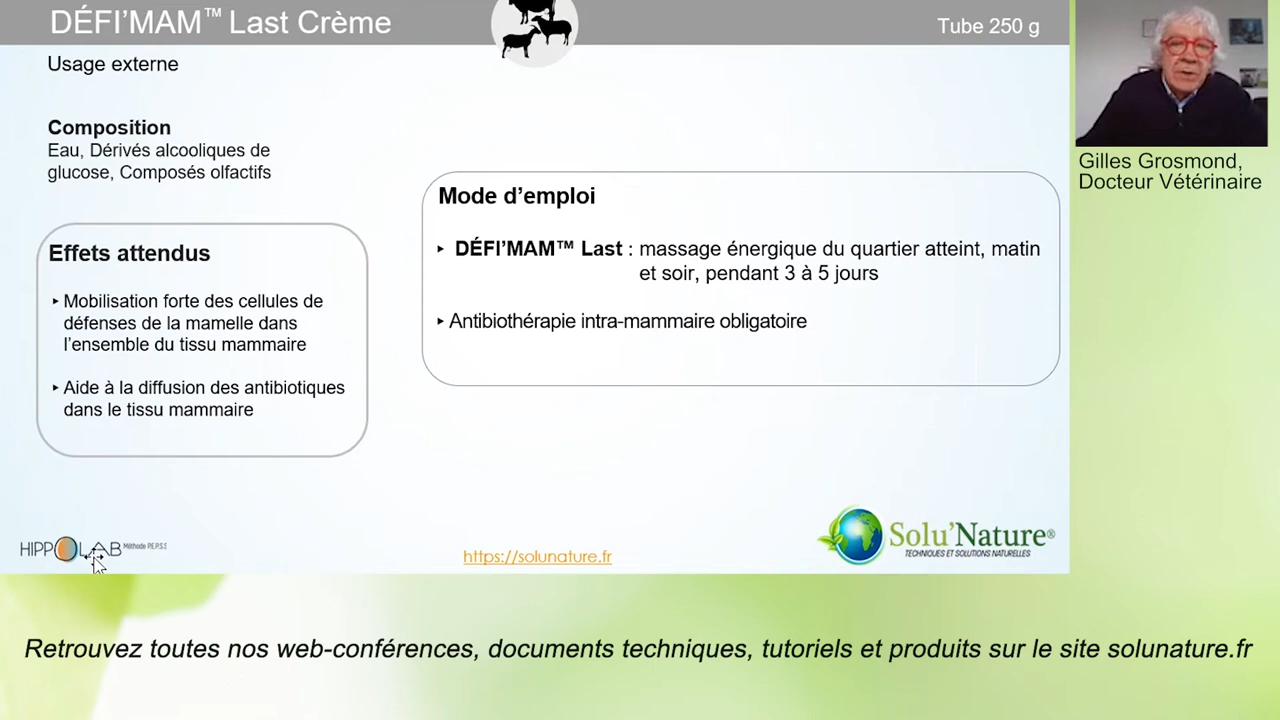 DÉFI’MAM™ Last Crème
Tube 250 g
Usage externe
Composition
Eau, Dérivés alcooliques de
glucose, Composés olfactifs
Effets attendus
‣ Mobilisation forte des cellules de
défenses de la mamelle dans
l’ensemble du tissu mammaire
‣ Aide à la diffusion des antibiotiques
dans le tissu mammaire
Mode d’emploi
‣ DÉFI’MAM™ Last : massage énergique du quartier atteint, matin
et soir, pendant 3 à 5 jours
‣ Antibiothérapie intra-mammaire obligatoire
Gilles Grosmond,
Docteur Vétérinaire
HIPPOLAB Méthode P.E.P.S.S
https://solunature.fr
Solu’Nature®
TECHNIQUES ET SOLUTIONS NATURELLES
Retrouvez toutes nos web-conférences, documents techniques, tutoriels et produits sur le site solunature.fr